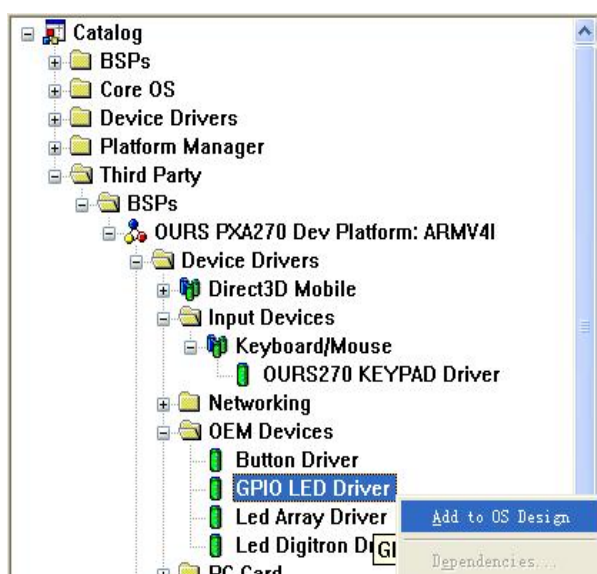 Catalog
BSPs
Core OS
Device Drivers
Platform Manager
Third Party
BSPs
OURS PXA270 Dev Platform: ARMV4I
Device Drivers
Direct3D Mobile
Input Devices
Keyboard/Mouse
OURS270 KEYPAD Driver
Networking
OEM Devices
Button Driver
GPIO LED Driver
Led Array Driver
Add to OS Design
Led Digitron
Dependencies...
PC Card